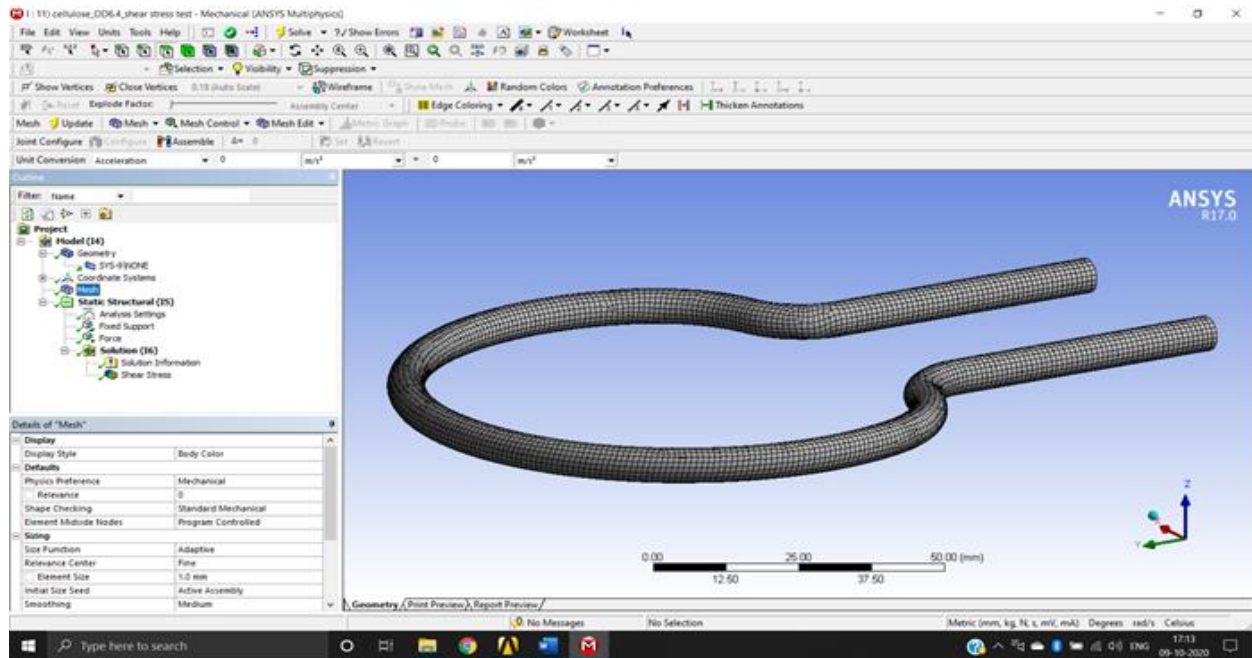 I : 11) cellulose_OD6.4_shear stress test - Mechanical [ANSYS Multiphysics]
File Edit View Units Tools Help Solve ?/ Show Errors Worksheet
Selection Visibility Suppression
Show Vertices Close Vertices 0.18 (Auto Scale) Wireframe Show Mesh Random Colors Annotation Preferences
Reset Explode Factor: Assembly Center Edge Coloring Thicken Annotations
Mesh Update Mesh Mesh Control Mesh Edit Metric Graph Probe
Joint Configure Configure Assemble Δ= 0 Set Revert
Unit Conversion Acceleration 0 m/s² = 0 m/s²
Outline
Filter: Name
Project
Model (I4)
Geometry
SYS-9\NONE
Coordinate Systems
Mesh
Static Structural (I5)
Analysis Settings
Fixed Support
Force
Solution (I6)
Solution Information
Shear Stress
Details of "Mesh"
Display
Display Style Body Color
Defaults
Physics Preference Mechanical
Relevance 0
Shape Checking Standard Mechanical
Element Midside Nodes Program Controlled
Sizing
Size Function Adaptive
Relevance Center Fine
Element Size 1.0 mm
Initial Size Seed Active Assembly
Smoothing Medium
ANSYS
R17.0
Z
Y
0.00 25.00 50.00 (mm)
12.50 37.50
Geometry Print Preview Report Preview
No Messages No Selection Metric (mm, kg, N, s, mV, mA) Degrees rad/s Celsius
Type here to search
ENG
17:13
09-10-2020